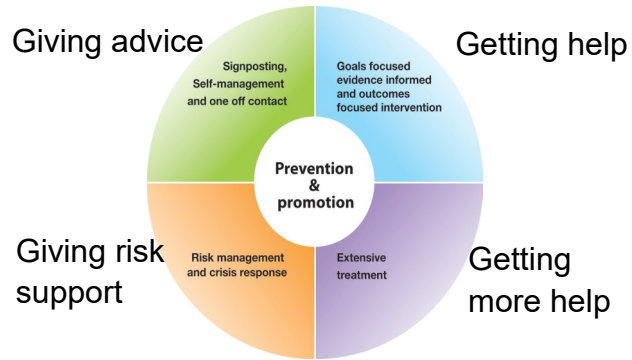 Giving advice
Getting help
Signposting,
Self-management
and one off contact
Goals focused
evidence informed
and outcomes
focused intervention
Prevention
&
promotion
Giving risk
support
Risk management
and crisis response
Extensive
treatment
Getting
more help